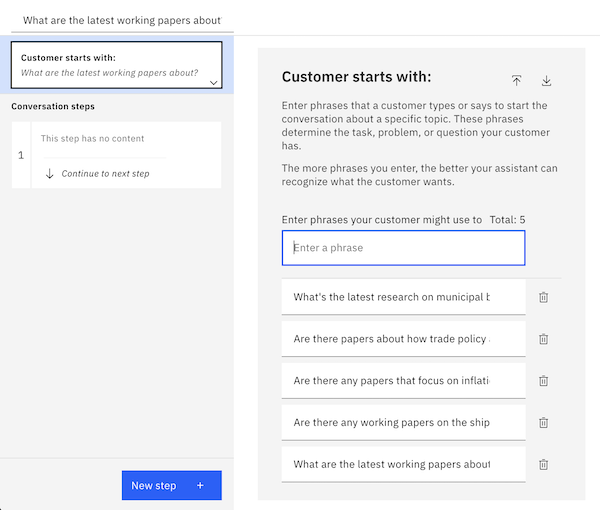 What are the latest working papers about
Customer starts with:
What are the latest working papers about?
Conversation steps
This step has no content
1
Continue to next step
New step +
Customer starts with:
Enter phrases that a customer types or says to start the
conversation about a specific topic. These phrases
determine the task, problem, or question your customer
has.
The more phrases you enter, the better your assistant can
recognize what the customer wants.
Enter phrases your customer might use to Total: 5
Enter a phrase
What's the latest research on municipal
Are there papers about how trade policy
Are there any papers that focus on inflati
Are there any working papers on the ship
What are the latest working papers about